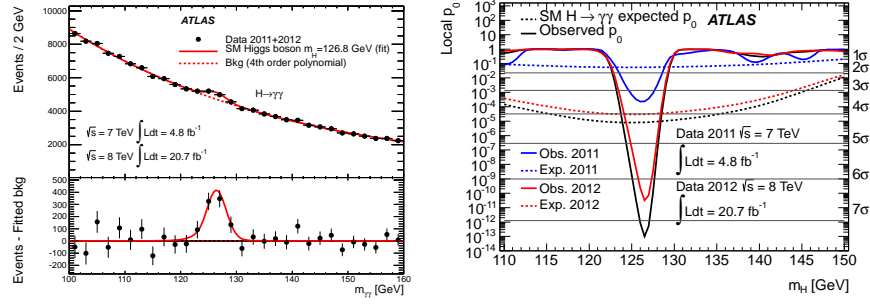 Events / 2 GeV
10000
8000
6000
4000
2000
ATLAS
Data 2011+2012
SM Higgs boson m_H=126.8 GeV (fit)
Bkg (4th order polynomial)
H→γγ
√s = 7 TeV ∫Ldt = 4.8 fb⁻¹
√s = 8 TeV ∫Ldt = 20.7 fb⁻¹
Events - Fitted bkg
500
400
300
200
100
0
-100
-200
100 110 120 130 140 150 160
m_γγ [GeV]
Local p₀
10³
10²
10
1
10⁻¹
10⁻²
10⁻³
10⁻⁴
10⁻⁵
10⁻⁶
10⁻⁷
10⁻⁸
10⁻⁹
10⁻¹⁰
10⁻¹¹
10⁻¹²
10⁻¹³
10⁻¹⁴
SM H→γγ expected p₀
Observed p₀
ATLAS
1σ
2σ
3σ
4σ
5σ
6σ
7σ
Obs. 2011
Exp. 2011
Obs. 2012
Exp. 2012
Data 2011 √s = 7 TeV
∫Ldt = 4.8 fb⁻¹
Data 2012 √s = 8 TeV
∫Ldt = 20.7 fb⁻¹
110 115 120 125 130 135 140 145 150
m_H [GeV]